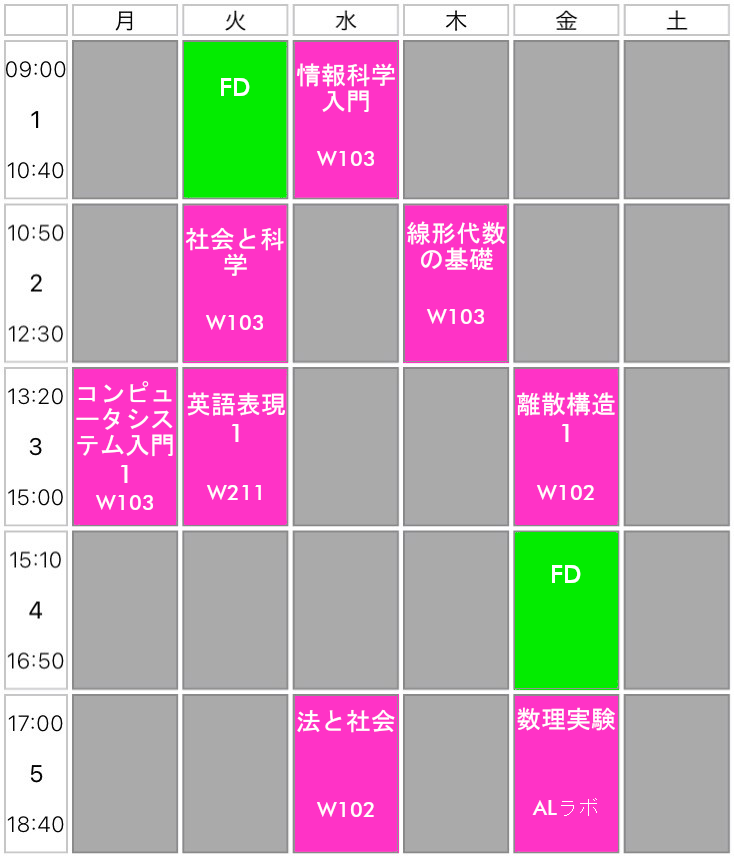 月 火 水 木 金 土
09:00
1
10:40
FD
情報科学
入門
W103
10:50
2
12:30
社会と科
学
W103
線形代数
の基礎
W103
13:20
3
15:00
コンピュ
ータシス
テム入門
1
W103
英語表現
1
W211
離散構造
1
W102
15:10
4
16:50
FD
17:00
5
18:40
法と社会
W102
数理実験
ALラボ